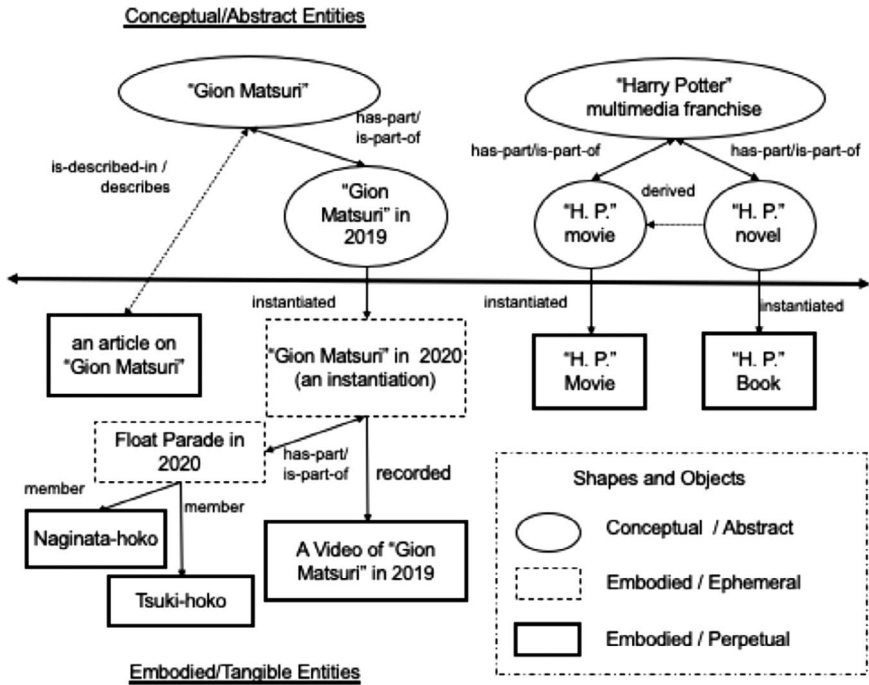 Conceptual/Abstract Entities
“Gion Matsuri”
“Harry Potter”
multimedia franchise
has-part/
is-part-of
has-part/is-part-of
has-part/is-part-of
is-described-in /
describes
“Gion
Matsuri” in
2019
derived
“H. P.”
movie
“H. P.”
novel
instantiated
instantiated
instantiated
an article on
“Gion Matsuri”
“Gion Matsuri” in 2020
(an instantiation)
“H. P.”
Movie
“H. P.”
Book
Float Parade in
2020
has-part/
is-part-of
recorded
member
member
Naginata-hoko
Tsuki-hoko
A Video of “Gion
Matsuri” in 2019
Shapes and Objects
Conceptual / Abstract
Embodied / Ephemeral
Embodied / Perpetual
Embodied/Tangible Entities